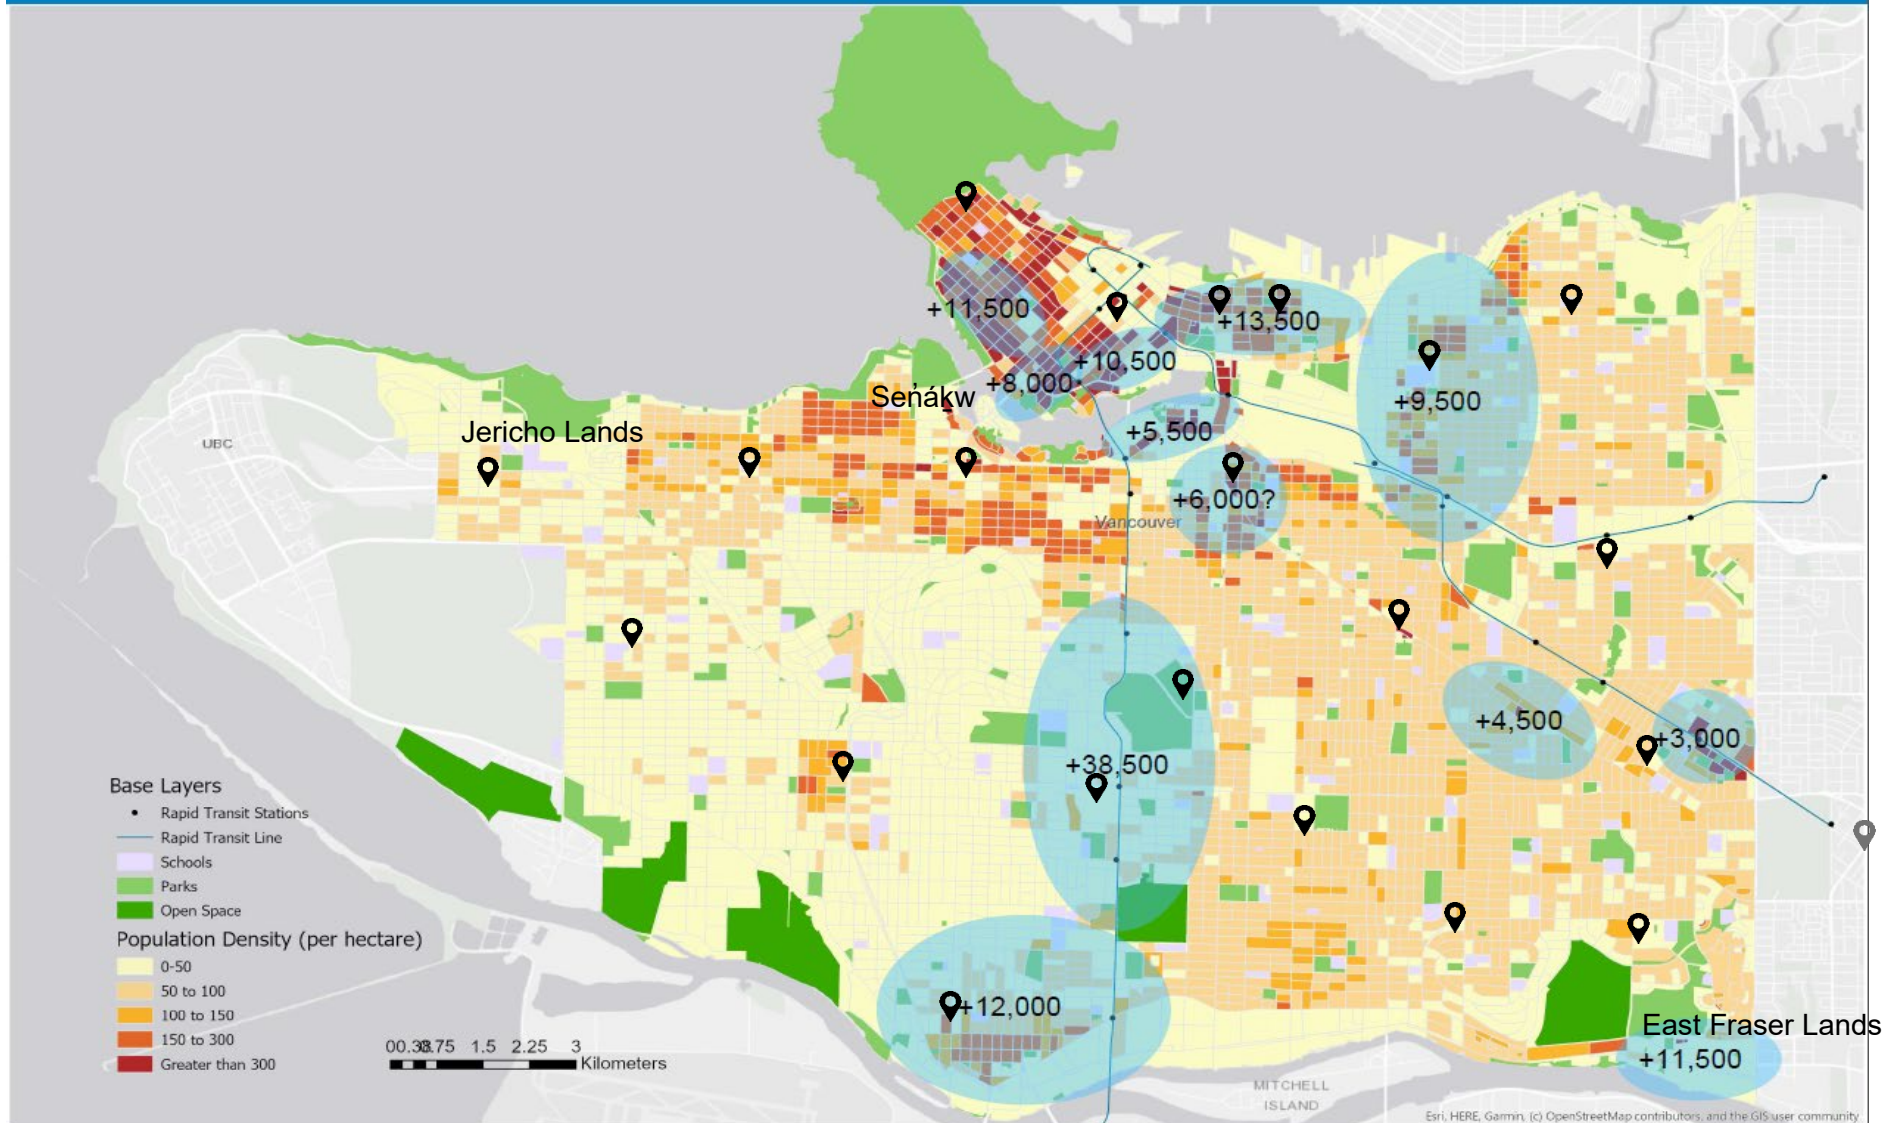 +11,500
+13,500
+10,500
+8,000
Sen̓áḵw
+9,500
Jericho Lands
+5,500
UBC
+6,000?
Vancouver
+4,500
+3,000
+38,500
Base Layers
Rapid Transit Stations
Rapid Transit Line
Schools
Parks
Open Space
Population Density (per hectare)
0-50
50 to 100
100 to 150
150 to 300
Greater than 300
0.75 1.5 2.25 3
Kilometers
+12,000
East Fraser Lands
+11,500
MITCHELL
ISLAND
Esri, HERE, Garmin, (c) OpenStreetMap contributors, and the GIS user community